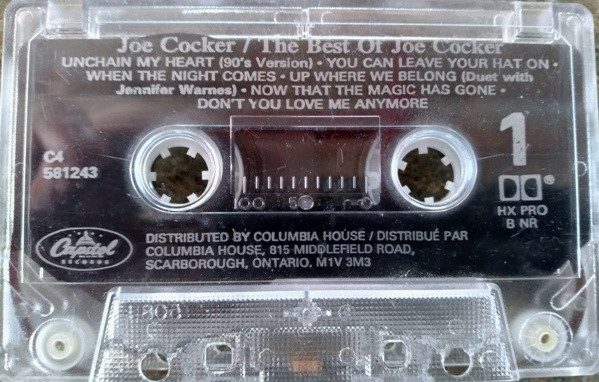 Joe Cocker / The Best Of Joe Cocker
UNCHAIN MY HEART (90's Version) • YOU CAN LEAVE YOUR HAT ON •
WHEN THE NIGHT COMES • UP WHERE WE BELONG (Duet with
Jennifer Warnes) • NOW THAT THE MAGIC HAS GONE •
DON'T YOU LOVE ME ANYMORE
C4
581243
1
HX PRO
B NR
Capitol
RECORDS
DISTRIBUTED BY COLUMBIA HOUSE / DISTRIBUÉ PAR
COLUMBIA HOUSE, 815 MIDDLEFIELD ROAD,
SCARBOROUGH, ONTARIO. M1V 3M3